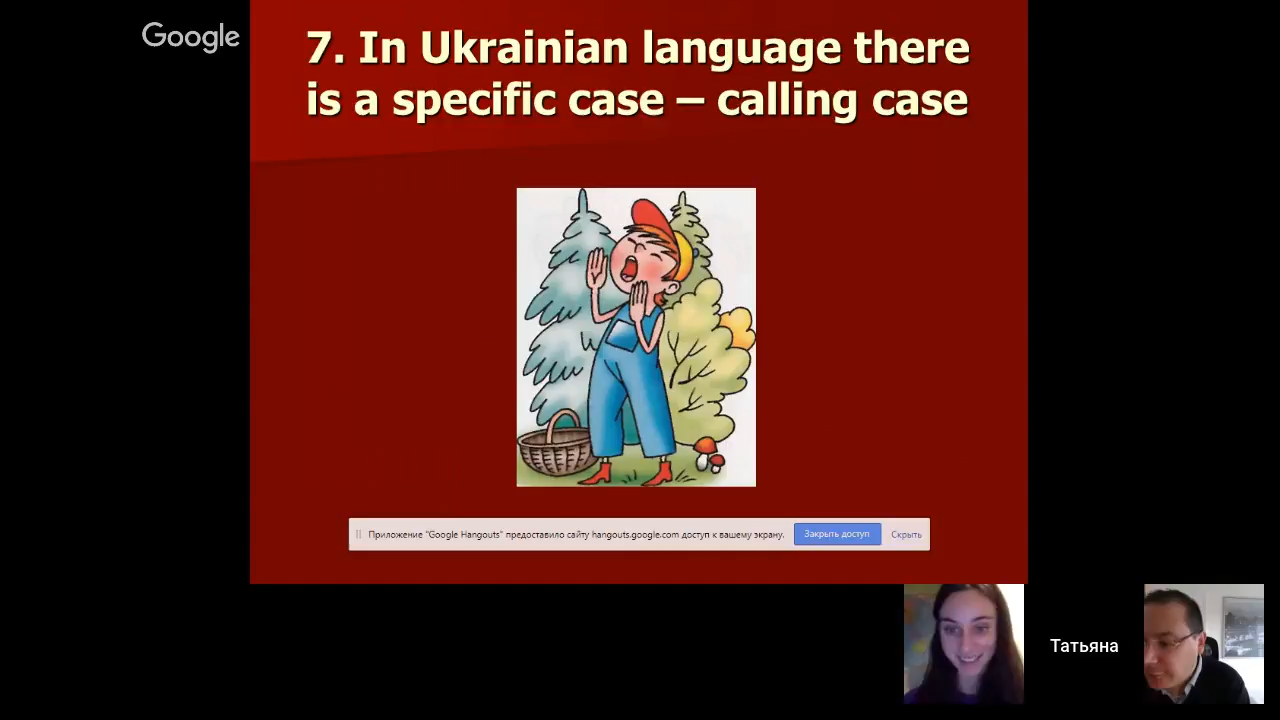 Google
7. In Ukrainian language there
is a specific case – calling case
Приложение "Google Hangouts" предоставило сайту hangouts.google.com доступ к вашему экрану.
Закрыть доступ
Скрыть
Татьяна